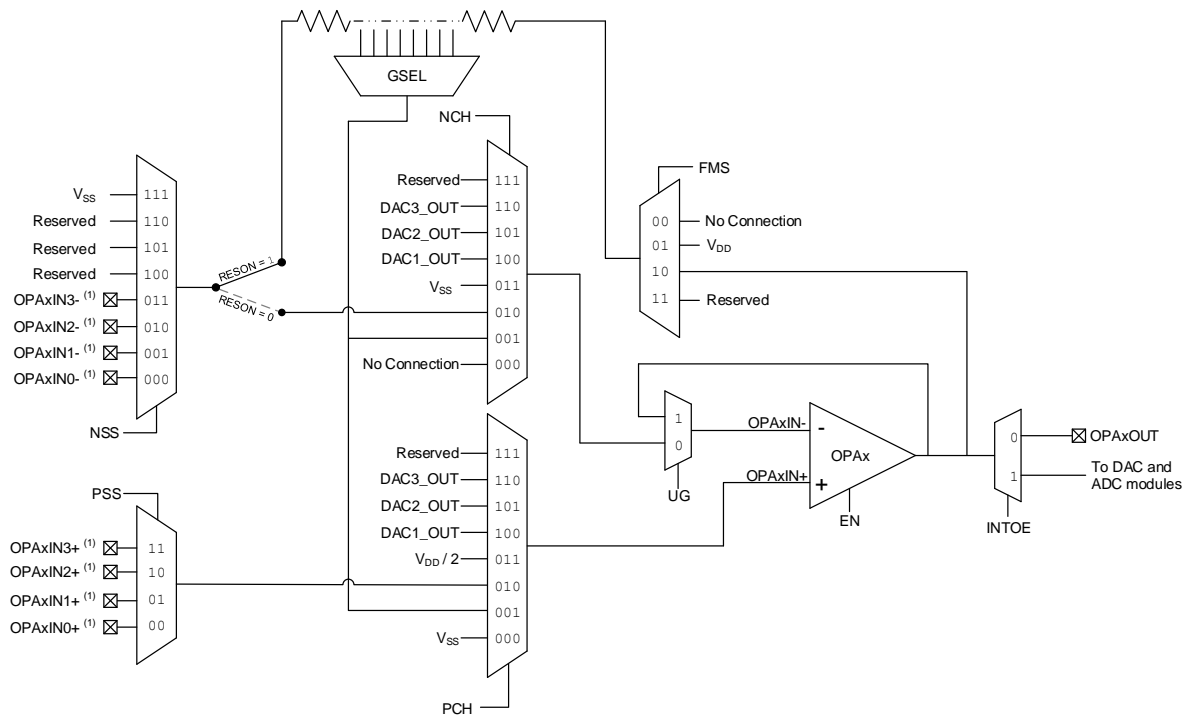 GSEL
NCH
Reserved 111
DAC3_OUT 110
DAC2_OUT 101
DAC1_OUT 100
VSS 011
010
001
No Connection 000
FMS
00 No Connection
01 VDD
10
11 Reserved
VSS 111
Reserved 110
Reserved 101
Reserved 100
OPAxIN3- (1) 011
OPAxIN2- (1) 010
OPAxIN1- (1) 001
OPAxIN0- (1) 000
NSS
RESON = 1
RESON = 0
PSS
OPAxIN3+ (1) 11
OPAxIN2+ (1) 10
OPAxIN1+ (1) 01
OPAxIN0+ (1) 00
Reserved 111
DAC3_OUT 110
DAC2_OUT 101
DAC1_OUT 100
VDD / 2 011
010
001
VSS 000
PCH
1
0
UG
OPAxIN-
OPAxIN+
-
OPAx
+
EN
0 OPAxOUT
1 To DAC and
ADC modules
INTOE